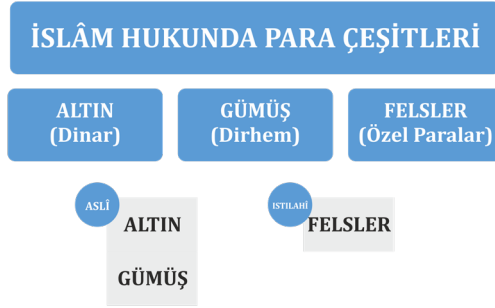 İSLÂM HUKUNDA PARA ÇEŞİTLERİ
ALTIN
(Dinar)
GÜMÜŞ
(Dirhem)
FELSLER
(Özel Paralar)
ASLÎ
ALTIN
GÜMÜŞ
ISTILAHÎ
FELSLER